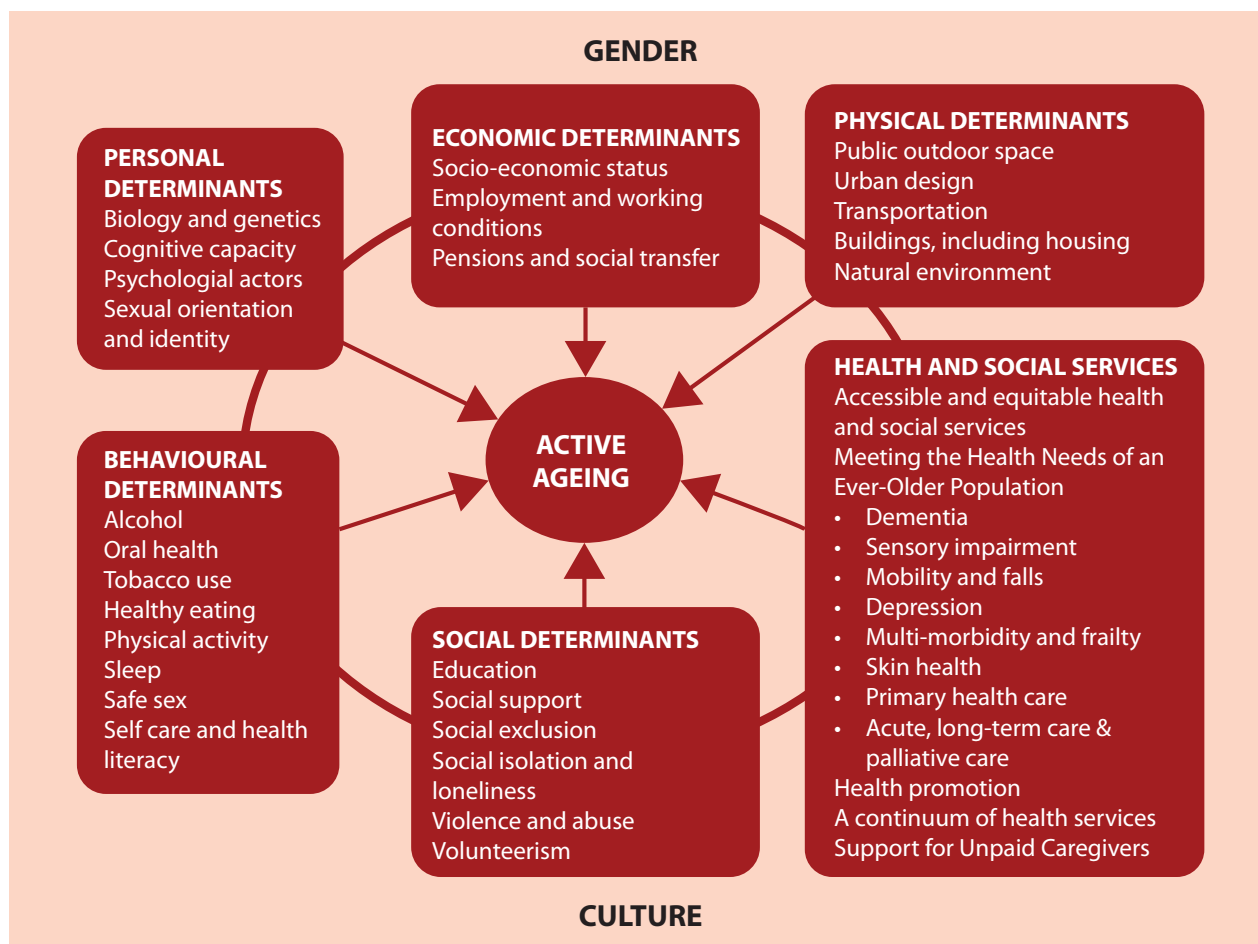 GENDER
PERSONAL
DETERMINANTS
Biology and genetics
Cognitive capacity
Psychologial actors
Sexual orientation
and identity
ECONOMIC DETERMINANTS
Socio-economic status
Employment and working
conditions
Pensions and social transfer
PHYSICAL DETERMINANTS
Public outdoor space
Urban design
Transportation
Buildings, including housing
Natural environment
BEHAVIOURAL
DETERMINANTS
Alcohol
Oral health
Tobacco use
Healthy eating
Physical activity
Sleep
Safe sex
Self care and health
literacy
ACTIVE
AGEING
HEALTH AND SOCIAL SERVICES
Accessible and equitable health
and social services
Meeting the Health Needs of an
Ever-Older Population
• Dementia
• Sensory impairment
• Mobility and falls
• Depression
• Multi-morbidity and frailty
• Skin health
• Primary health care
• Acute, long-term care &
palliative care
Health promotion
A continuum of health services
Support for Unpaid Caregivers
SOCIAL DETERMINANTS
Education
Social support
Social exclusion
Social isolation and
loneliness
Violence and abuse
Volunteerism
CULTURE